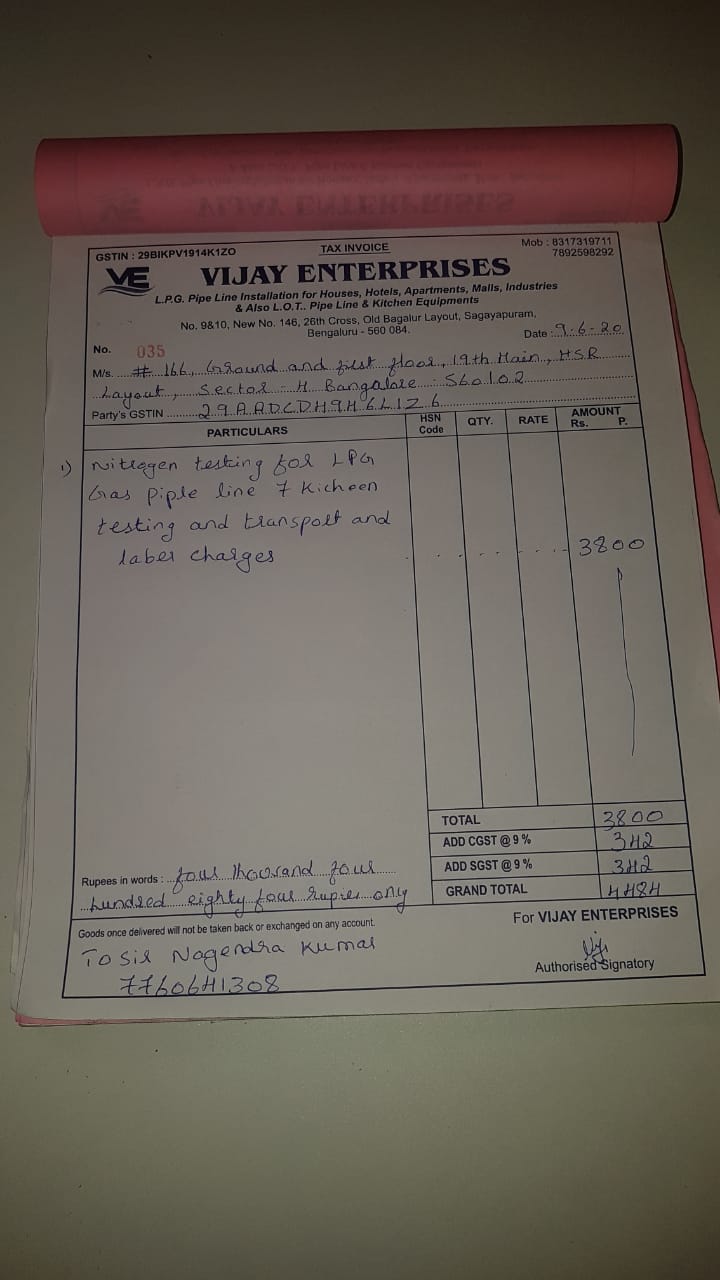 GSTIN : 29BIKPV1914K1ZO
TAX INVOICE
Mob : 8317319711
7892598292
VE
VIJAY ENTERPRISES
L.P.G. Pipe Line Installation for Houses, Hotels, Apartments, Malls, Industries
& Also L.O.T.. Pipe Line & Kitchen Equipments
No. 9&10, New No. 146, 26th Cross, Old Bagalur Layout, Sagayapuram,
Bengaluru - 560 084.
Date : 9-6-20
No. 035
M/s. # 166, Ground and first floor, 19th Main, HSR
Layout, Sector - 4 Bangalore 560102
Party's GSTIN 29AADCDH9H6L1Z6
PARTICULARS
HSN Code
QTY.
RATE
AMOUNT
Rs. P.
1) Nitrogen testing for LPG
Gas piple line 7 Kicheen
testing and transport and
laber charges 3800
TOTAL 3800
ADD CGST @ 9 % 342
ADD SGST @ 9 % 342
GRAND TOTAL 4484
Rupees in words : four thousand four
hundred eighty four rupies only
Goods once delivered will not be taken back or exchanged on any account.
For VIJAY ENTERPRISES
To Sir Nagendra Kumar
7760641308
Authorised Signatory